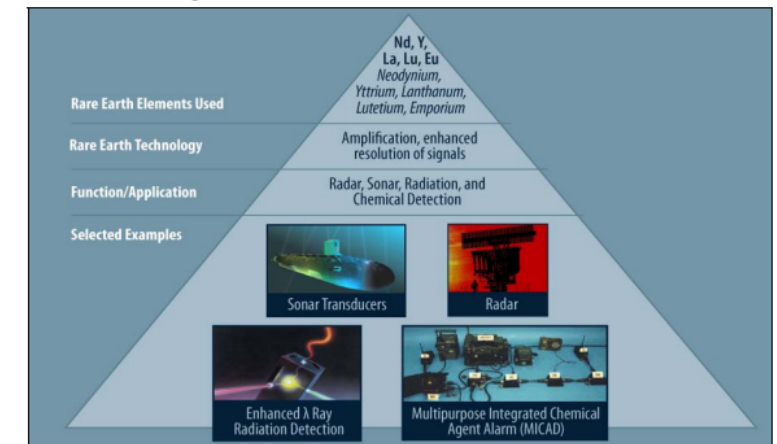 Nd, Y,
La, Lu, Eu
Neodynium,
Yttrium, Lanthanum,
Lutetium, Emporium
Rare Earth Elements Used
Rare Earth Technology
Amplification, enhanced
resolution of signals
Function/Application
Radar, Sonar, Radiation, and
Chemical Detection
Selected Examples
Sonar Transducers
Radar
Enhanced λ Ray
Radiation Detection
Multipurpose Integrated Chemical
Agent Alarm (MICAD)